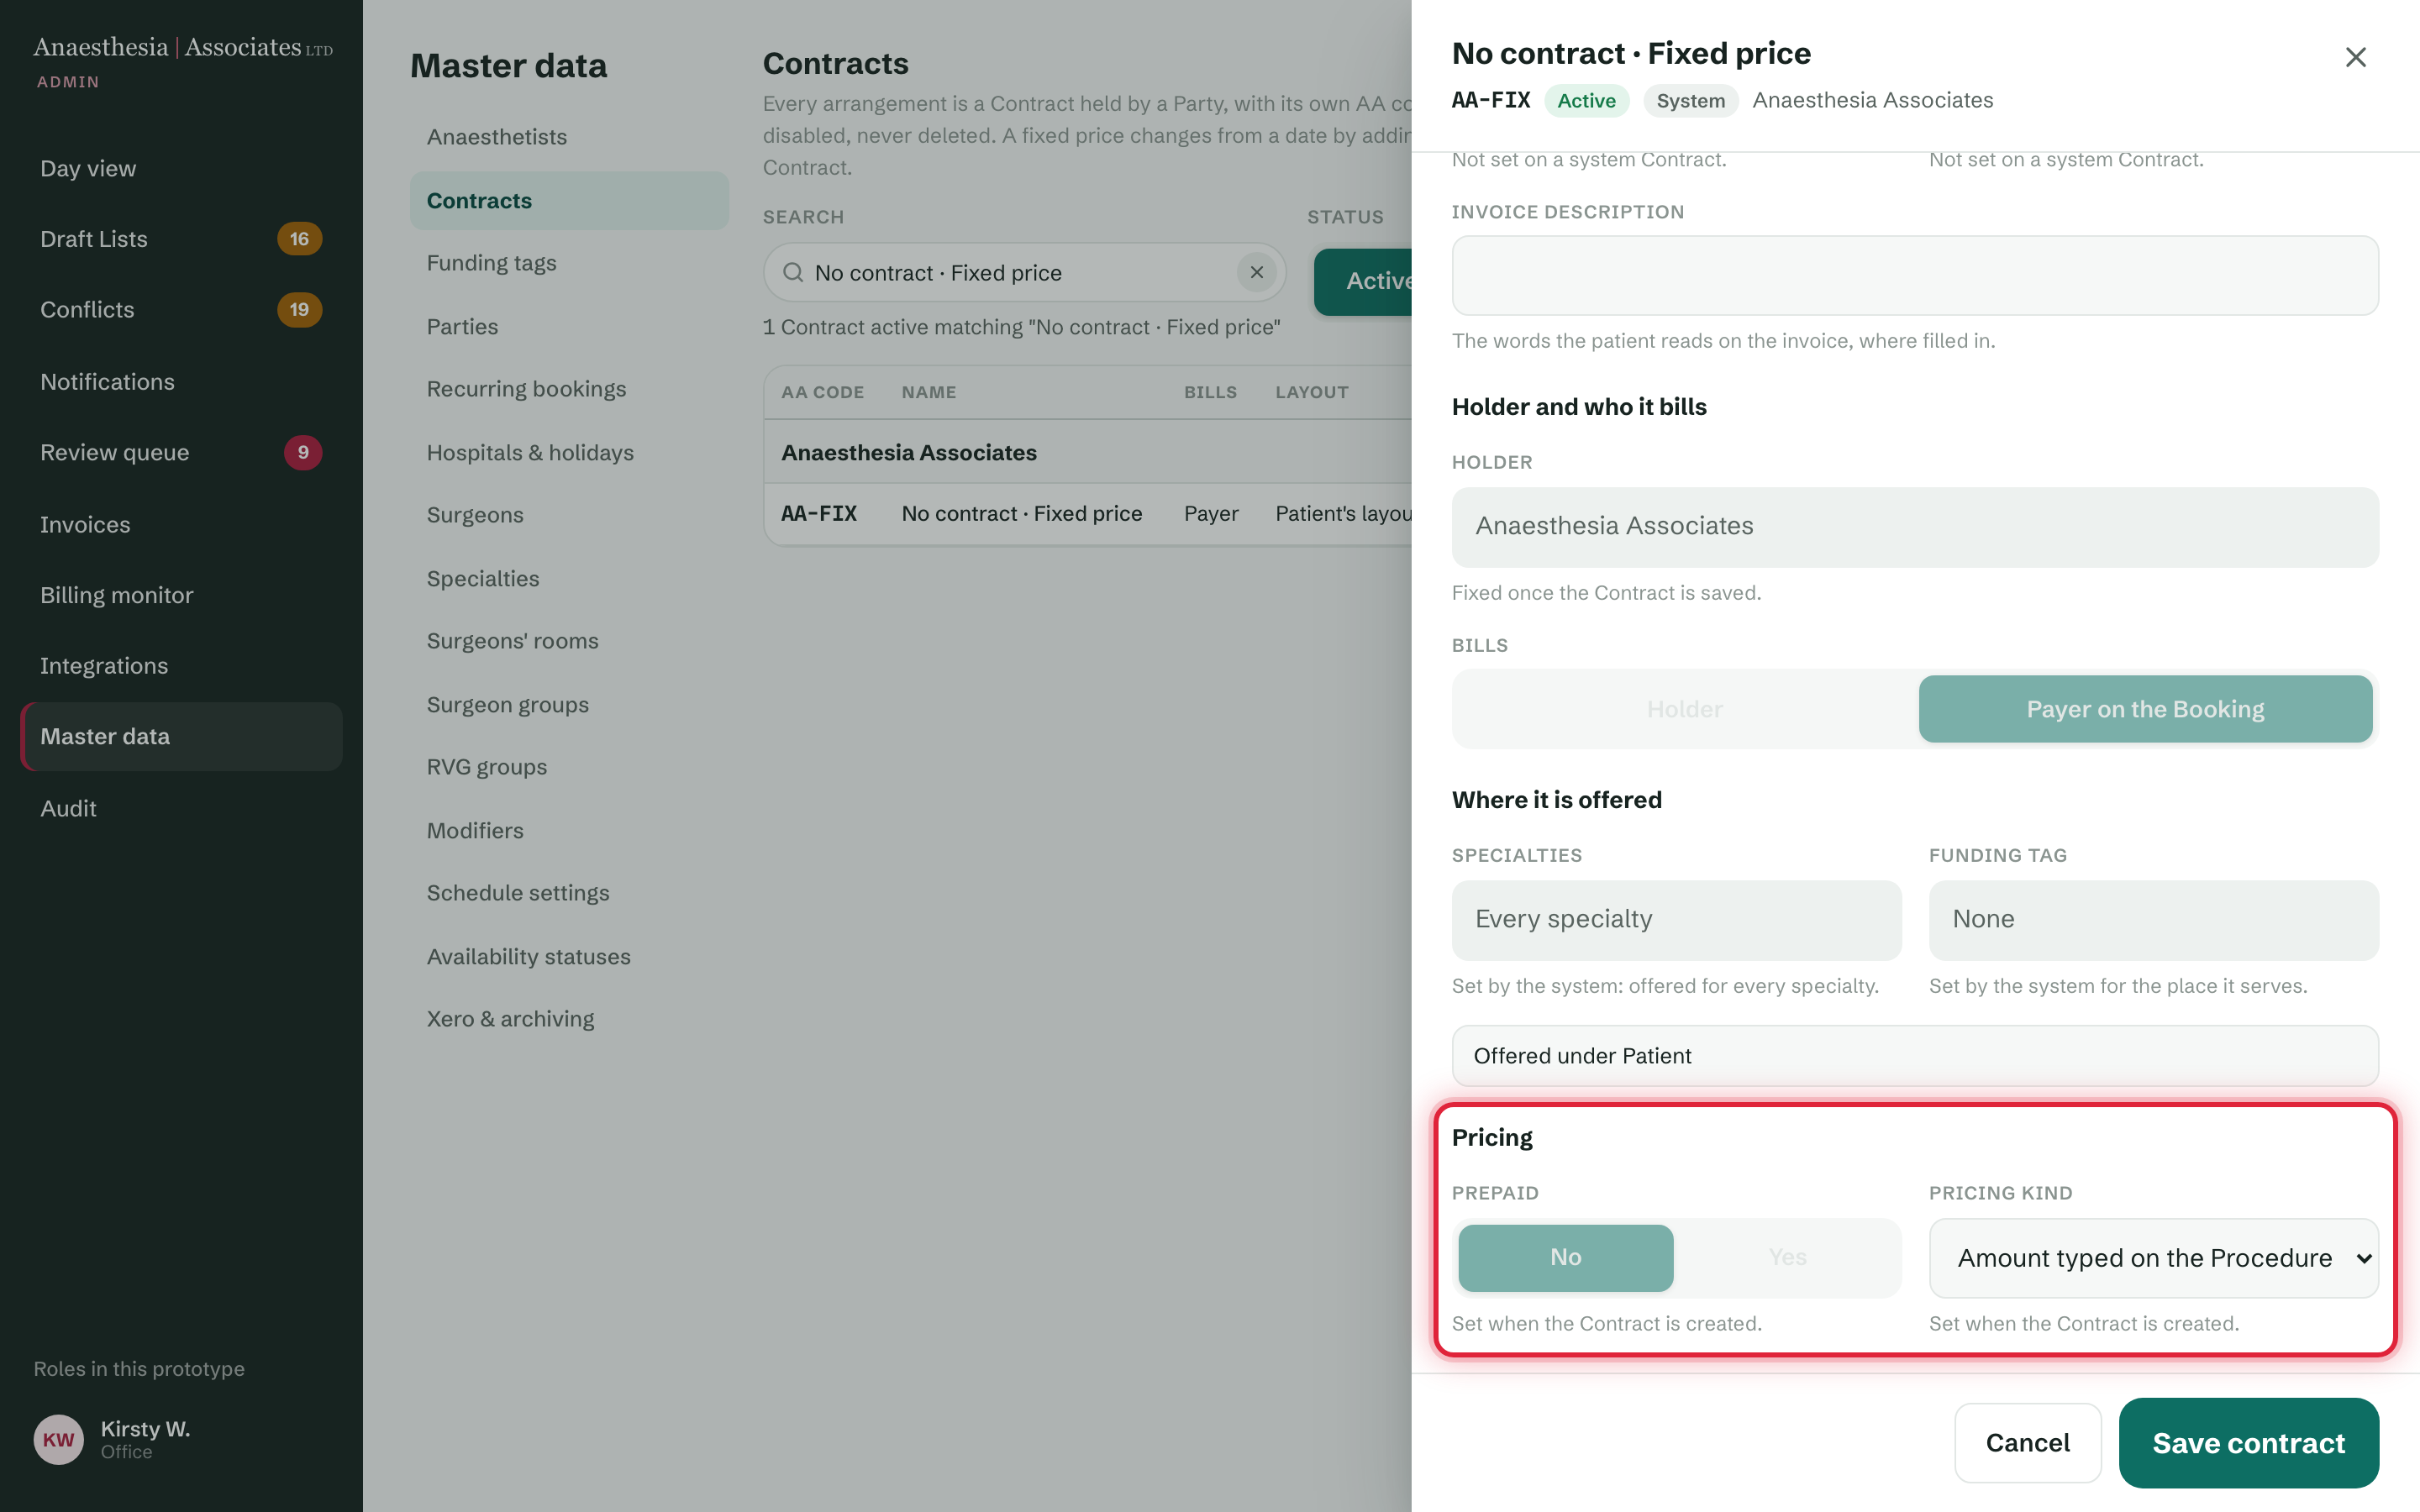 Anaesthesia | Associates LTD
ADMIN
Day view
Draft Lists 16
Conflicts 19
Notifications
Review queue 9
Invoices
Billing monitor
Integrations
Master data
Audit
Roles in this prototype
KW
Kirsty W.
Office
Master data
Anaesthetists
Contracts
Funding tags
Parties
Recurring bookings
Hospitals & holidays
Surgeons
Specialties
Surgeons' rooms
Surgeon groups
RVG groups
Modifiers
Schedule settings
Availability statuses
Xero & archiving
Contracts
Every arrangement is a Contract held by a Party, with its own AA co
disabled, never deleted. A fixed price changes from a date by addin
Contract.
SEARCH STATUS
No contract · Fixed price
Active
1 Contract active matching "No contract · Fixed price"
AA CODE NAME BILLS LAYOUT
Anaesthesia Associates
AA-FIX No contract · Fixed price Payer Patient's layou
No contract · Fixed price
AA-FIX Active System Anaesthesia Associates
Not set on a system Contract. Not set on a system Contract.
INVOICE DESCRIPTION
The words the patient reads on the invoice, where filled in.
Holder and who it bills
HOLDER
Anaesthesia Associates
Fixed once the Contract is saved.
BILLS
Holder Payer on the Booking
Where it is offered
SPECIALTIES FUNDING TAG
Every specialty None
Set by the system: offered for every specialty. Set by the system for the place it serves.
Offered under Patient
Pricing
PREPAID PRICING KIND
No Yes Amount typed on the Procedure
Set when the Contract is created. Set when the Contract is created.
Cancel Save contract